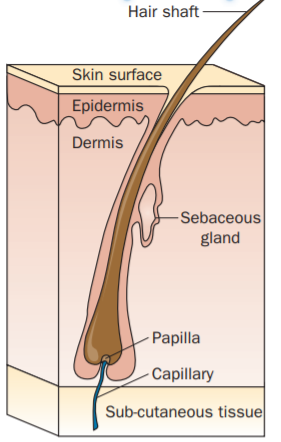 Hair shaft
Skin surface
Epidermis
Dermis
Sebaceous
gland
Papilla
Capillary
Sub-cutaneous tissue